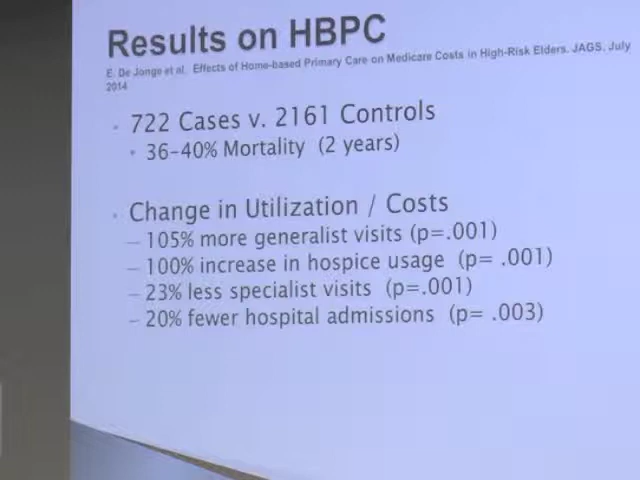 Results on HBPC
E. De Jonge et al. Effects of Home-based Primary Care on Medicare Costs in High-Risk Elders. JAGS. July
2014
722 Cases v. 2161 Controls
36-40% Mortality (2 years)
Change in Utilization / Costs
– 105% more generalist visits (p=.001)
– 100% increase in hospice usage (p= .001)
– 23% less specialist visits (p=.001)
– 20% fewer hospital admissions (p= .003)